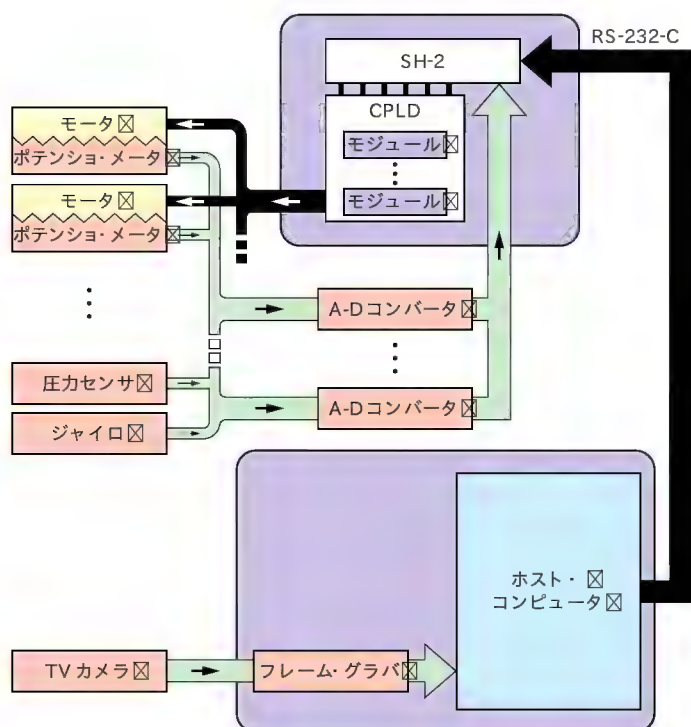 RS-232-C
SH-2
CPLD
モジュール
モジュール
モータ
ポテンショ・メータ
モータ
ポテンショ・メータ
A-Dコンバータ
圧力センサ
A-Dコンバータ
ジャイロ
ホスト・
コンピュータ
TVカメラ
フレーム・グラバ